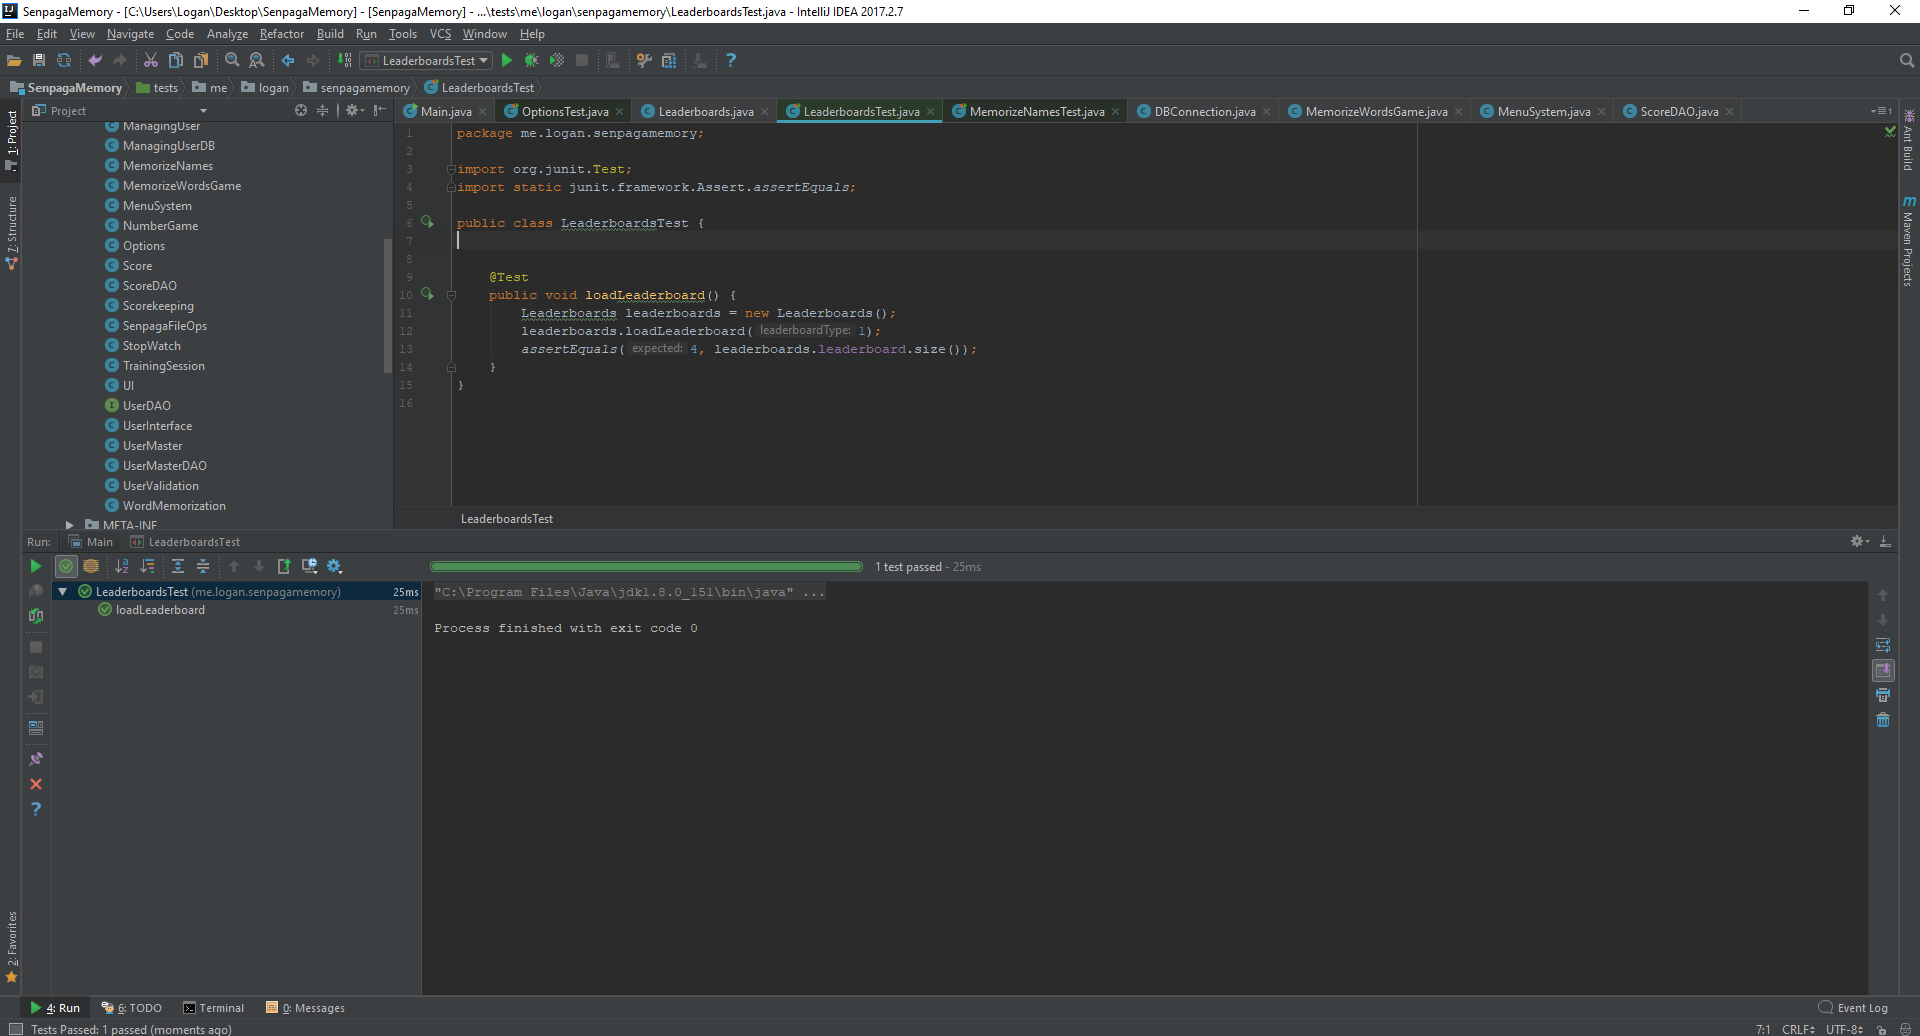 SenpagaMemory - [C:\Users\Logan\Desktop\SenpagaMemory] - [SenpagaMemory] - ...\tests\me\logan\senpagamemory\LeaderboardsTest.java - IntelliJ IDEA 2017.2.7
File Edit View Navigate Code Analyze Refactor Build Run Tools VCS Window Help
LeaderboardsTest
SenpagaMemory tests me logan senpagamemory LeaderboardsTest
Project
Main.java OptionsTest.java Leaderboards.java LeaderboardsTest.java MemorizeNamesTest.java DBConnection.java MemorizeWordsGame.java MenuSystem.java ScoreDAO.java
1: Project
7: Structure
2: Favorites
ManagingUser
ManagingUserDB
MemorizeNames
MemorizeWordsGame
MenuSystem
NumberGame
Options
Score
ScoreDAO
Scorekeeping
SenpagaFileOps
StopWatch
TrainingSession
UI
UserDAO
UserInterface
UserMaster
UserMasterDAO
UserValidation
WordMemorization
META-INF
1 package me.logan.senpagamemory;
2
3 import org.junit.Test;
4 import static junit.framework.Assert.assertEquals;
5
6 public class LeaderboardsTest {
7
8
9 @Test
10 public void loadLeaderboard() {
11 Leaderboards leaderboards = new Leaderboards();
12 leaderboards.loadLeaderboard( leaderboardType: 1);
13 assertEquals( expected: 4, leaderboards.leaderboard.size());
14 }
15 }
16
LeaderboardsTest
Ant Build
m Maven Projects
Run: Main LeaderboardsTest
1 test passed - 25ms
LeaderboardsTest (me.logan.senpagamemory) 25ms
loadLeaderboard 25ms
"C:\Program Files\Java\jdk1.8.0_151\bin\java" ...
Process finished with exit code 0
4: Run 6: TODO Terminal 0: Messages Event Log
Tests Passed: 1 passed (moments ago) 7:1 CRLF UTF-8